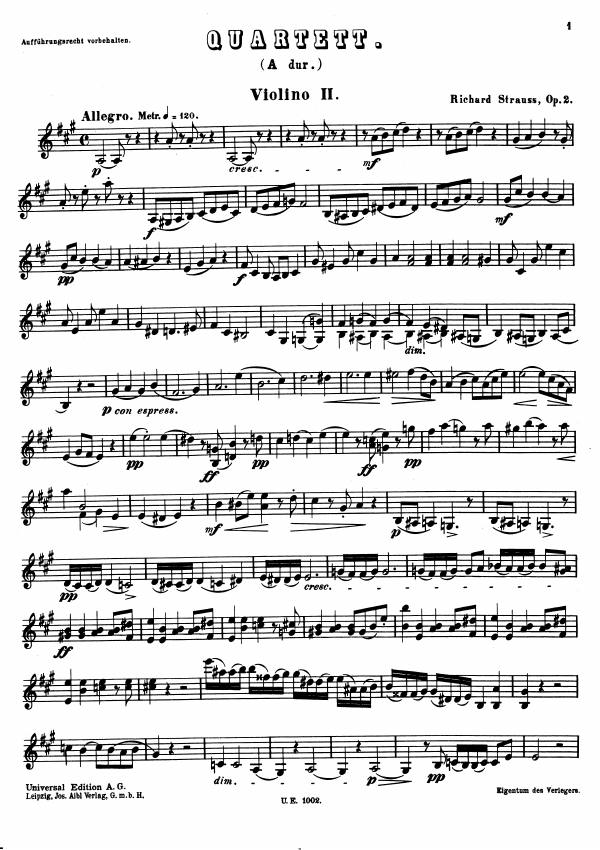 Aufführungsrecht vorbehalten.
1
QUARTETT.
(A dur.)
Violino II.
Richard Strauss, Op. 2.
Allegro. Metr. = 120.
p
cresc. - - - -
mf
f
mf
pp
pp
f
dim.
p con espress.
pp
pp
ff
pp
ff
pp
mf
p
pp
cresc. - - -
ff
dim. - - - -
p
pp
Universal Edition A. G.
Leipzig, Jos. Aibl Verlag, G. m. b. H.
U. E. 1002.
Eigentum des Verlegers.